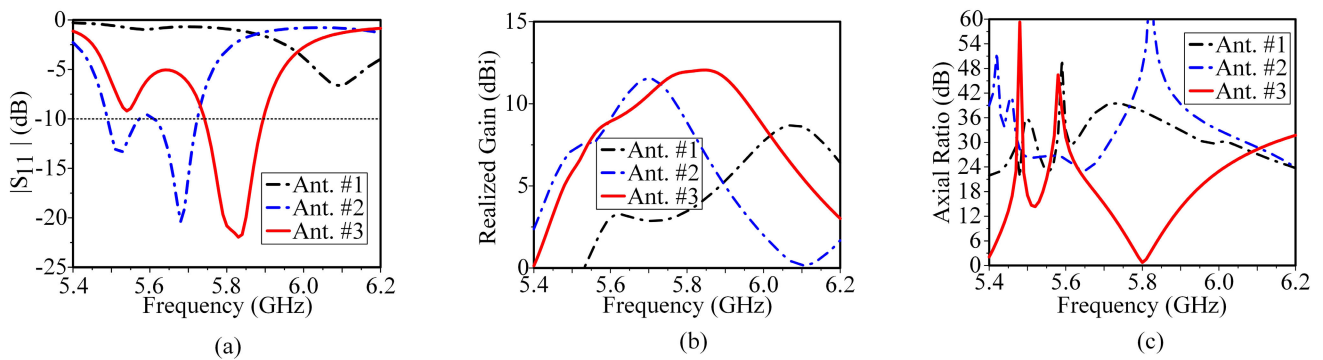 |S11| (dB)
0
-5
-10
-15
-20
-25
Ant. #1
Ant. #2
Ant. #3
5.4 5.6 5.8 6.0 6.2
Frequency (GHz)
(a)
Realized Gain (dBi)
15
10
5
0
Ant. #1
Ant. #2
Ant. #3
5.4 5.6 5.8 6.0 6.2
Frequency (GHz)
(b)
Axial Ratio (dB)
60
54
48
42
36
30
24
18
12
6
0
Ant. #1
Ant. #2
Ant. #3
5.4 5.6 5.8 6.0 6.2
Frequency (GHz)
(c)